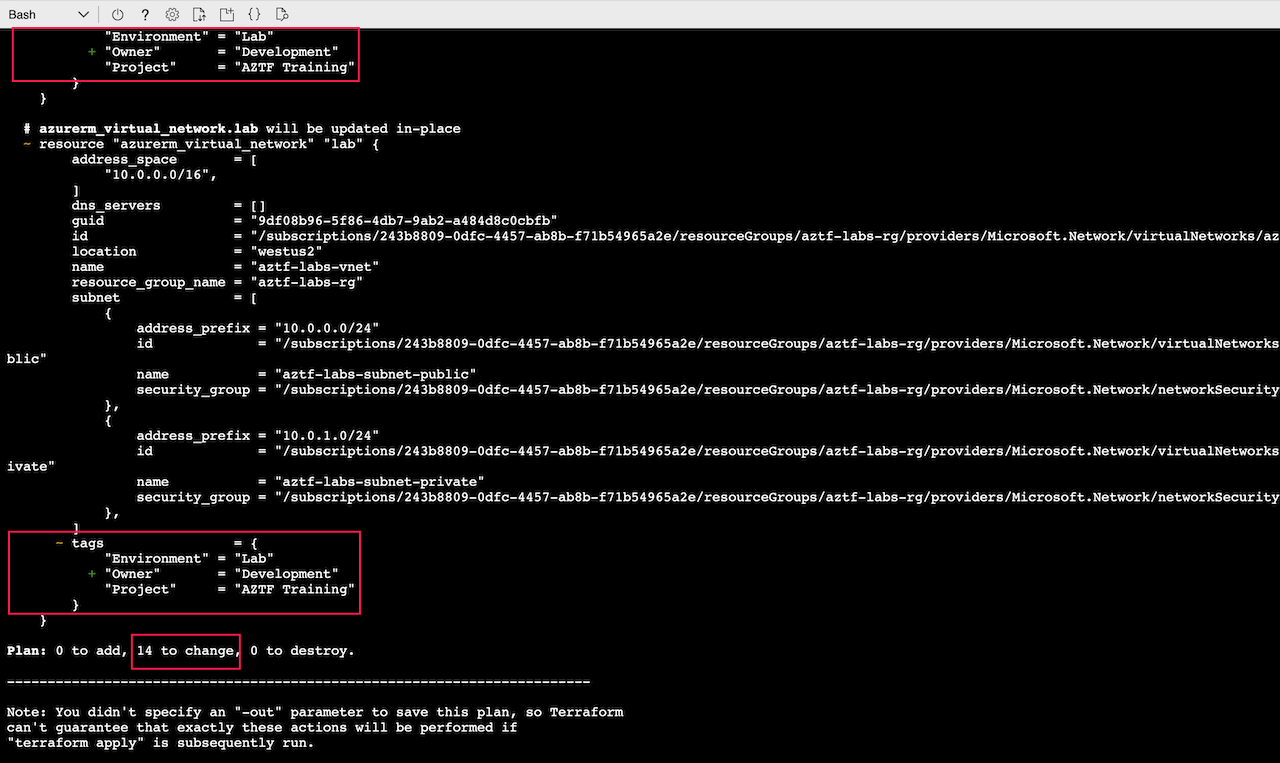 Bash
"Environment" = "Lab"
+ "Owner"       = "Development"
"Project"     = "AZTF Training"
}
}
# azurerm_virtual_network.lab will be updated in-place
~ resource "azurerm_virtual_network" "lab" {
address_space       = [
"10.0.0.0/16",
]
dns_servers         = []
guid                = "9df08b96-5f86-4db7-9ab2-a484d8c0cbfb"
id                  = "/subscriptions/243b8809-0dfc-4457-ab8b-f71b54965a2e/resourceGroups/aztf-labs-rg/providers/Microsoft.Network/virtualNetworks/az
location            = "westus2"
name                = "aztf-labs-vnet"
resource_group_name = "aztf-labs-rg"
subnet              = [
{
address_prefix = "10.0.0.0/24"
id             = "/subscriptions/243b8809-0dfc-4457-ab8b-f71b54965a2e/resourceGroups/aztf-labs-rg/providers/Microsoft.Network/virtualNetworks
blic"
name           = "aztf-labs-subnet-public"
security_group = "/subscriptions/243b8809-0dfc-4457-ab8b-f71b54965a2e/resourceGroups/aztf-labs-rg/providers/Microsoft.Network/networkSecurity
},
{
address_prefix = "10.0.1.0/24"
id             = "/subscriptions/243b8809-0dfc-4457-ab8b-f71b54965a2e/resourceGroups/aztf-labs-rg/providers/Microsoft.Network/virtualNetworks
ivate"
name           = "aztf-labs-subnet-private"
security_group = "/subscriptions/243b8809-0dfc-4457-ab8b-f71b54965a2e/resourceGroups/aztf-labs-rg/providers/Microsoft.Network/networkSecurity
},
]
~ tags                = {
"Environment" = "Lab"
+ "Owner"       = "Development"
"Project"     = "AZTF Training"
}
}
Plan: 0 to add, 14 to change, 0 to destroy.
------------------------------------------------------------------------
Note: You didn't specify an "-out" parameter to save this plan, so Terraform
can't guarantee that exactly these actions will be performed if
"terraform apply" is subsequently run.